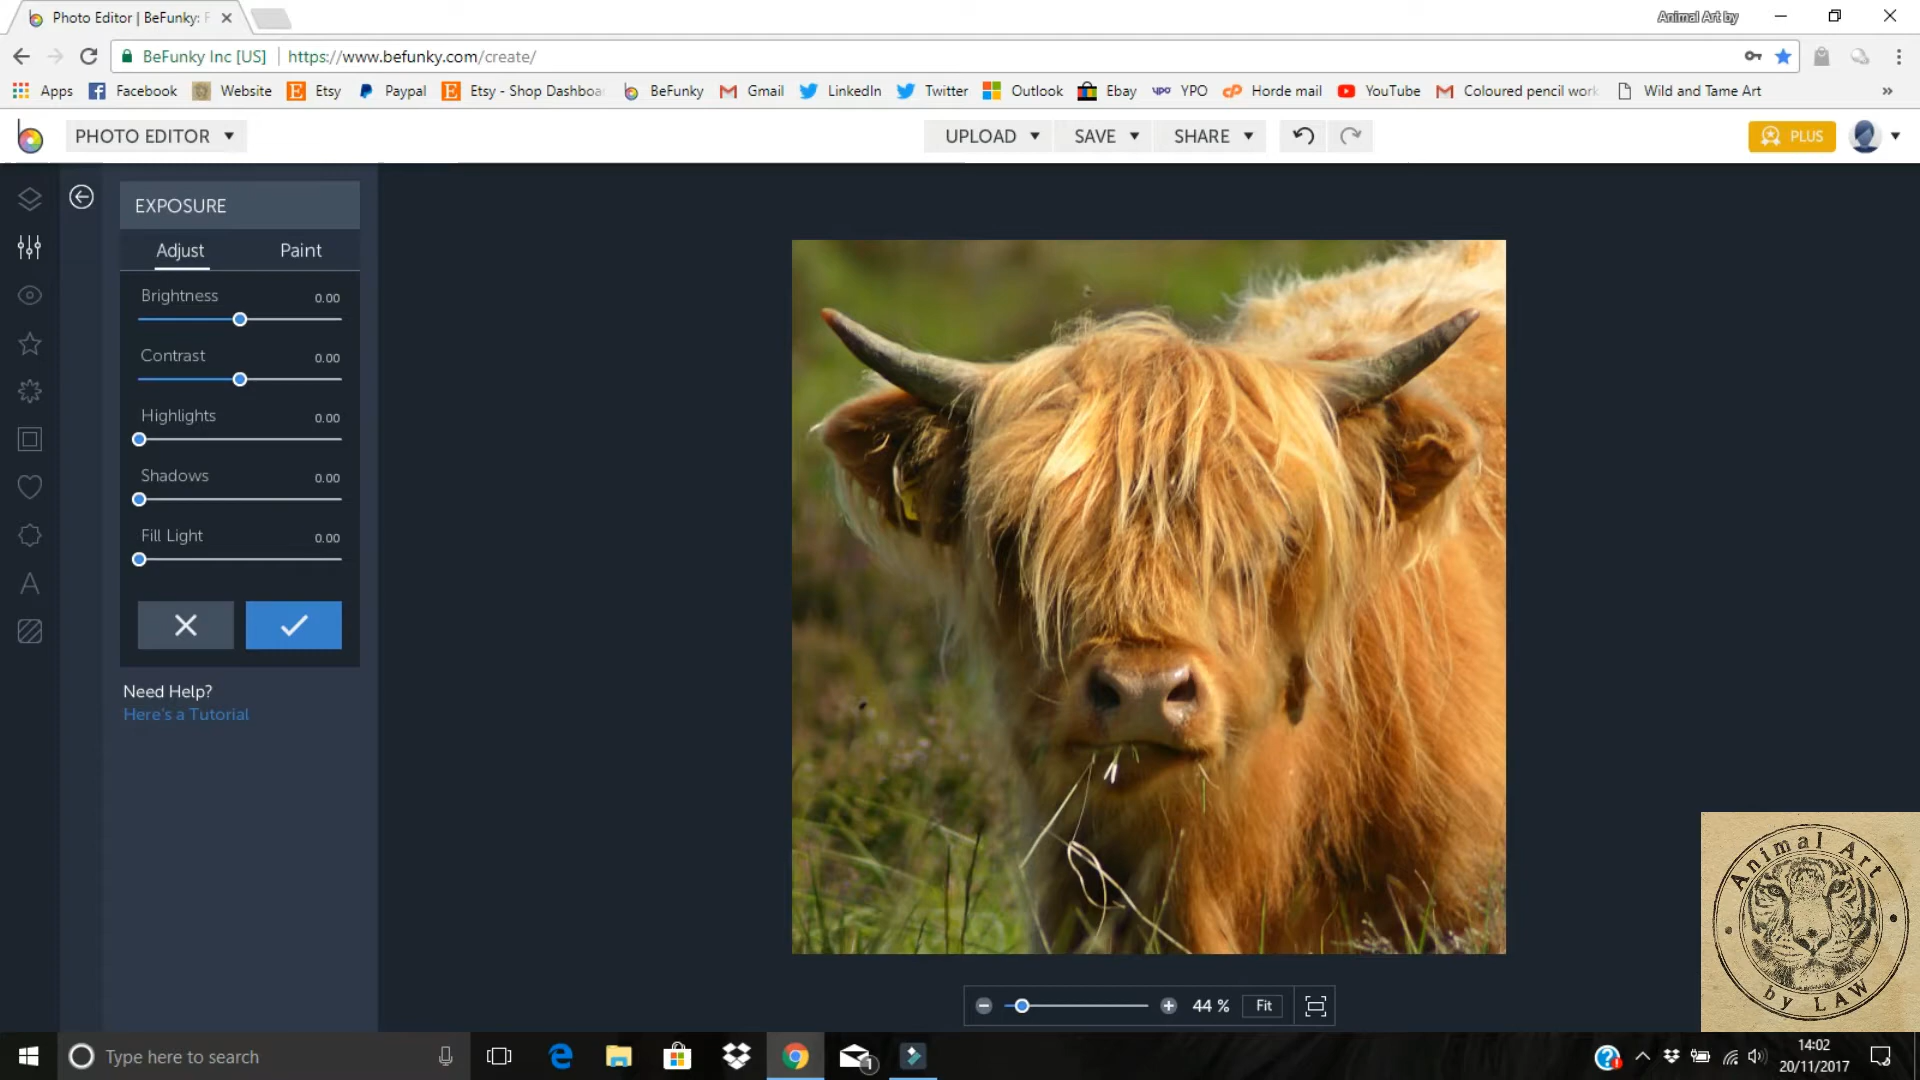 Photo Editor | BeFunky: F
Animal Art by
BeFunky Inc [US] https://www.befunky.com/create/
Apps Facebook Website Etsy Paypal Etsy - Shop Dashboa BeFunky Gmail LinkedIn Twitter Outlook Ebay YPO Horde mail YouTube Coloured pencil work Wild and Tame Art »
PHOTO EDITOR UPLOAD SAVE SHARE PLUS
EXPOSURE
Adjust Paint
Brightness 0.00
Contrast 0.00
Highlights 0.00
Shadows 0.00
Fill Light 0.00
Need Help?
Here's a Tutorial
Animal Art
by LAW
44 % Fit
Type here to search
1
14:02
20/11/2017